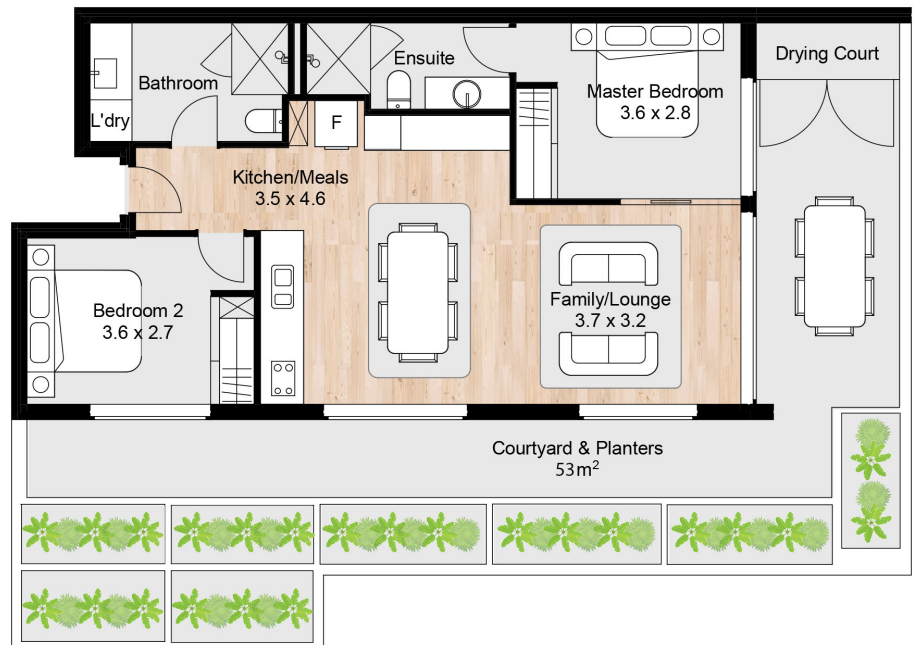 Bathroom
L'dry
Ensuite
Master Bedroom
3.6 x 2.8
Drying Court
F
Kitchen/Meals
3.5 x 4.6
Bedroom 2
3.6 x 2.7
Family/Lounge
3.7 x 3.2
Courtyard & Planters
53m²